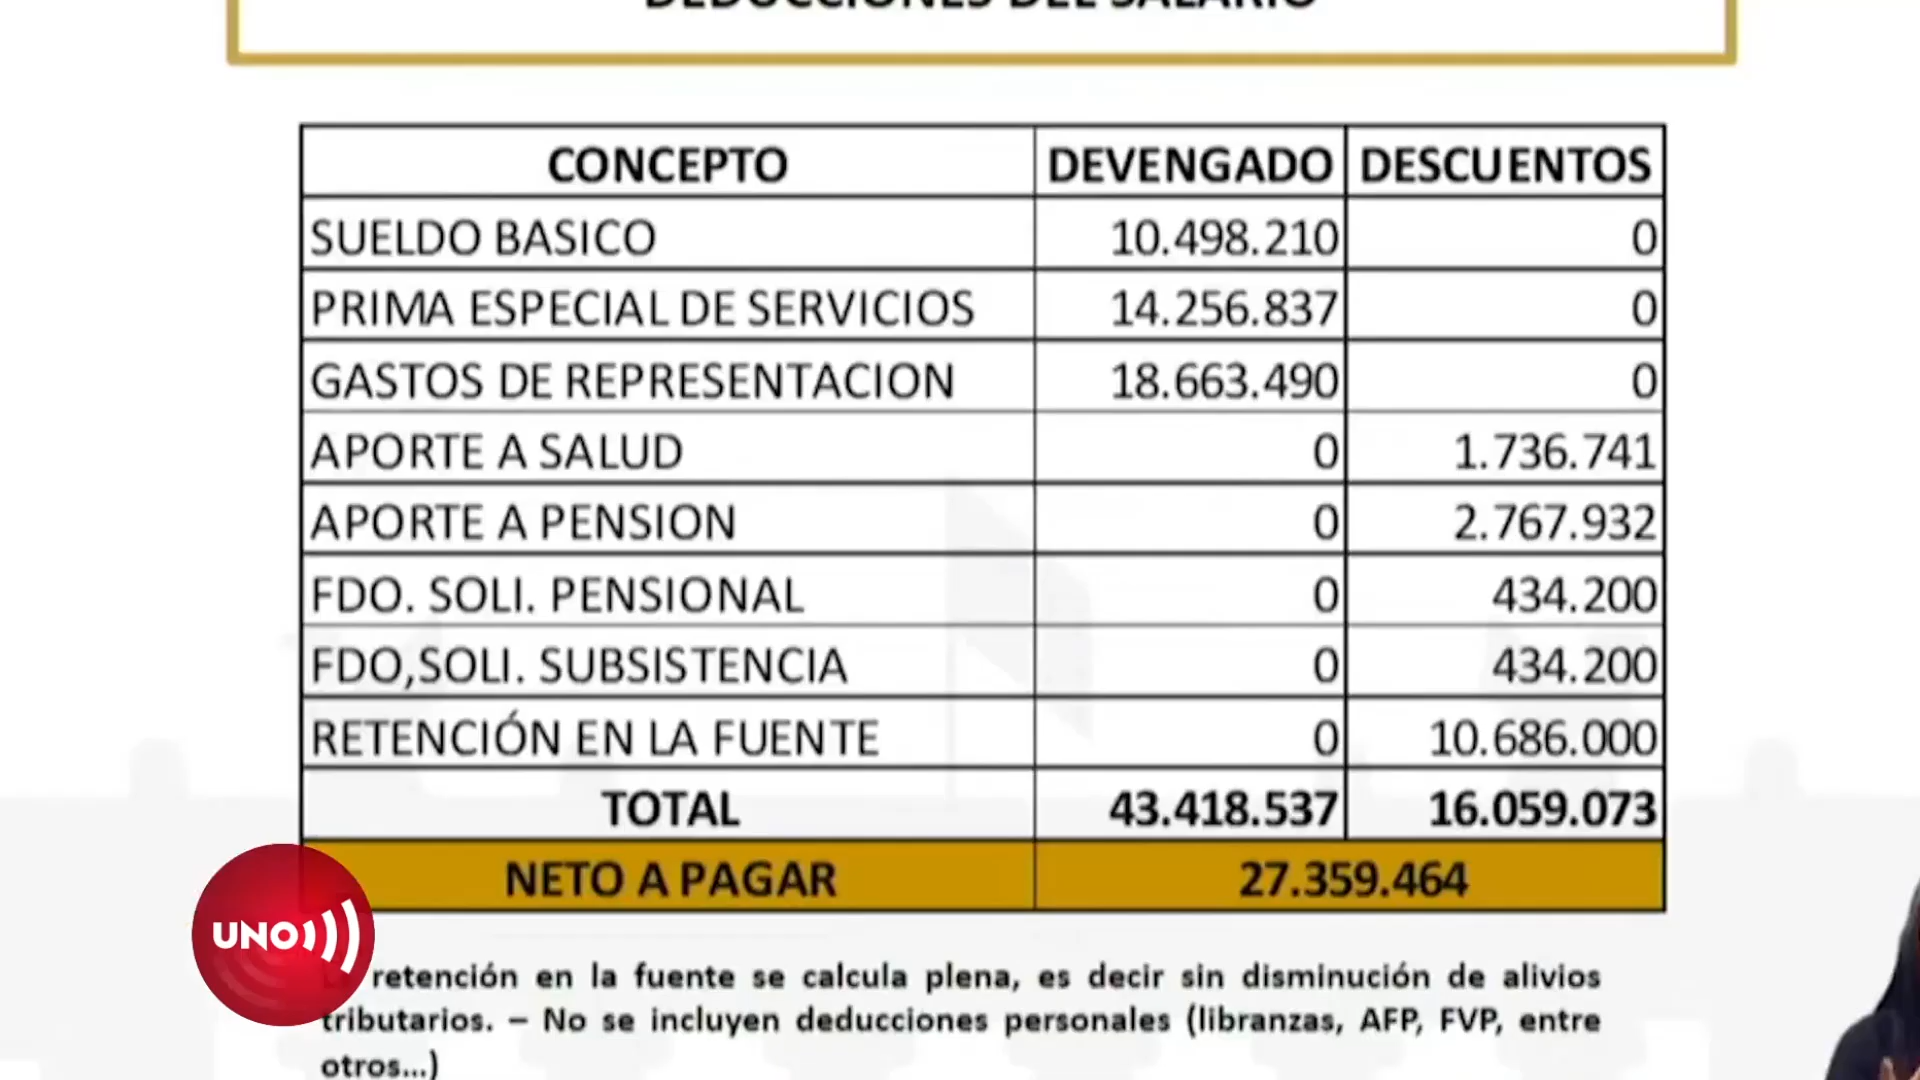 DEDUCCIONES DEL SALARIO
CONCEPTO DEVENGADO DESCUENTOS
SUELDO BASICO 10.498.210 0
PRIMA ESPECIAL DE SERVICIOS 14.256.837 0
GASTOS DE REPRESENTACION 18.663.490 0
APORTE A SALUD 0 1.736.741
APORTE A PENSION 0 2.767.932
FDO. SOLI. PENSIONAL 0 434.200
FDO,SOLI. SUBSISTENCIA 0 434.200
RETENCIÓN EN LA FUENTE 0 10.686.000
TOTAL 43.418.537 16.059.073
NETO A PAGAR 27.359.464
UNO
retención en la fuente se calcula plena, es decir sin disminución de alivios
tributarios. – No se incluyen deducciones personales (libranzas, AFP, FVP, entre
otros...)